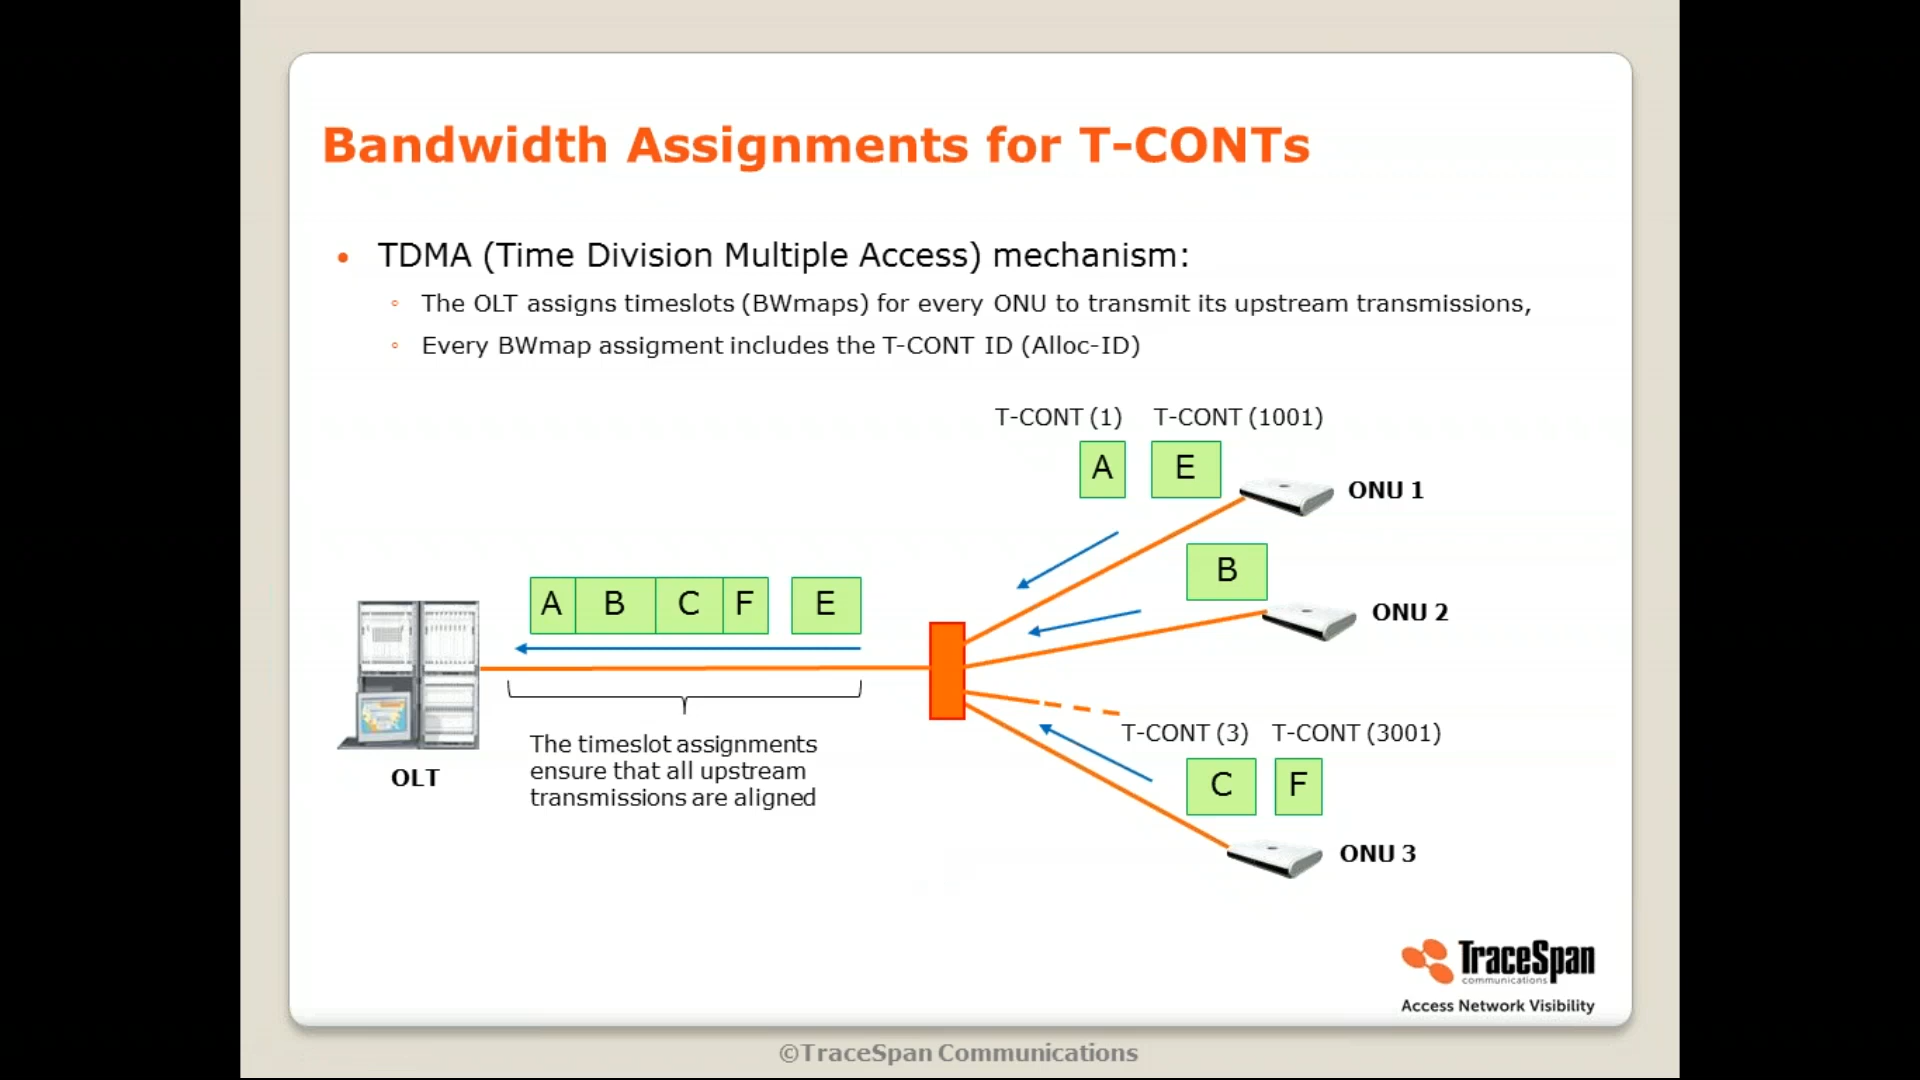 Bandwidth Assignments for T-CONTs
• TDMA (Time Division Multiple Access) mechanism:
◦ The OLT assigns timeslots (BWmaps) for every ONU to transmit its upstream transmissions,
◦ Every BWmap assigment includes the T-CONT ID (Alloc-ID)
T-CONT (1) T-CONT (1001)
A E
ONU 1
B
ONU 2
A B C F E
T-CONT (3) T-CONT (3001)
C F
ONU 3
The timeslot assignments
ensure that all upstream
transmissions are aligned
OLT
TraceSpan
communications
Access Network Visibility
©TraceSpan Communications